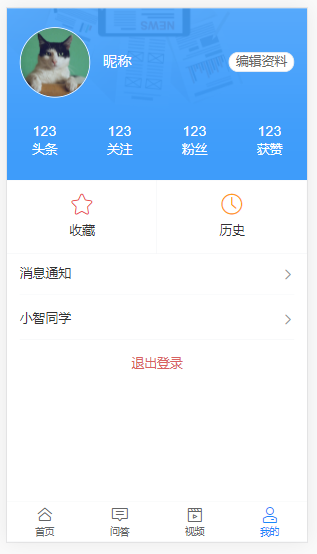 NEWS
昵称
编辑资料
123 123 123 123
头条 关注 粉丝 获赞
收藏 历史
消息通知
小智同学
退出登录
首页 问答 视频 我的